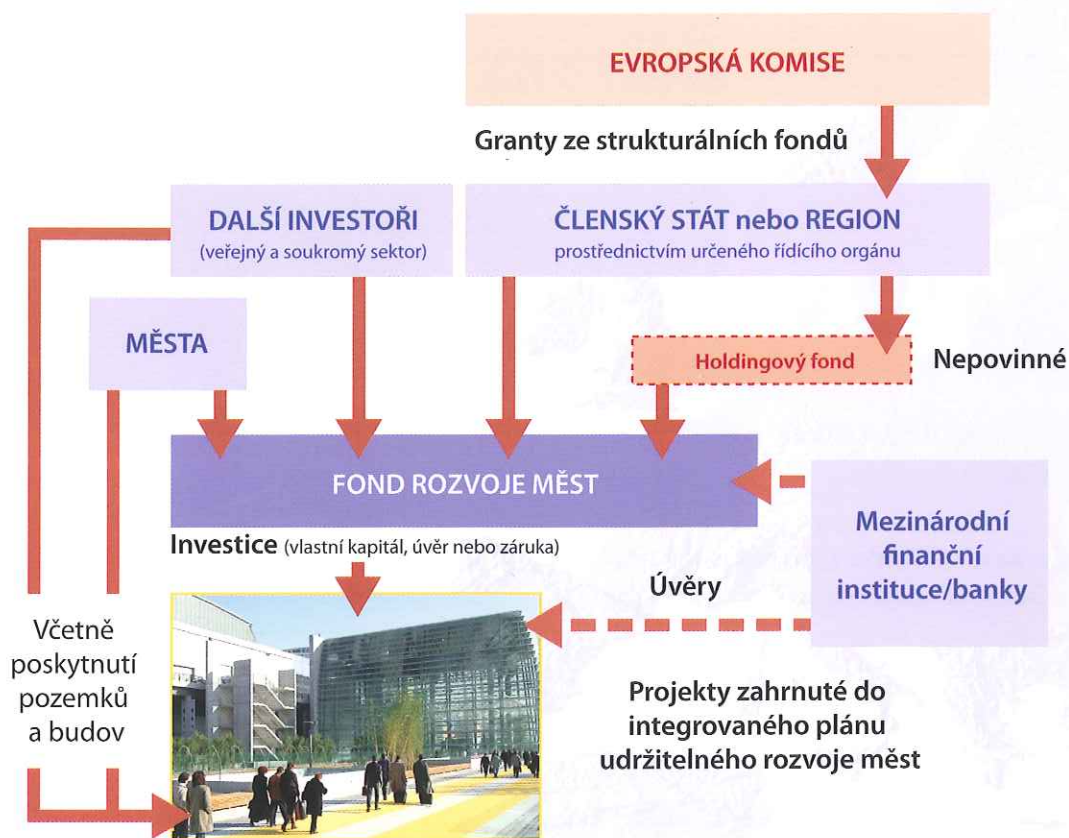 EVROPSKÁ KOMISE
Granty ze strukturálních fondů
DALŠÍ INVESTOŘI
(veřejný a soukromý sektor)
ČLENSKÝ STÁT nebo REGION
prostřednictvím určeného řídícího orgánu
MĚSTA
Holdingový fond
Nepovinné
FOND ROZVOJE MĚST
Mezinárodní
finanční
instituce/banky
Investice (vlastní kapitál, úvěr nebo záruka)
Úvěry
Včetně
poskytnutí
pozemků
a budov
Projekty zahrnuté do
integrovaného plánu
udržitelného rozvoje měst